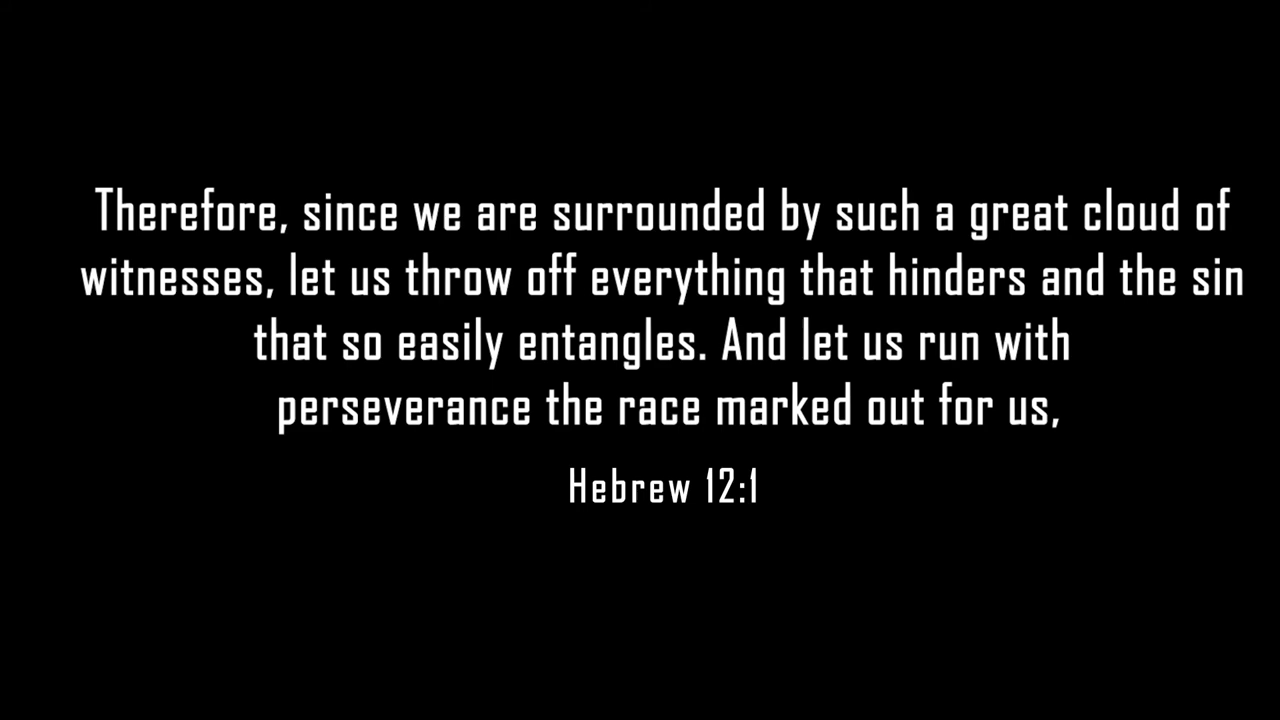 Therefore, since we are surrounded by such a great cloud of
witnesses, let us throw off everything that hinders and the sin
that so easily entangles. And let us run with
perseverance the race marked out for us,
Hebrew 12:1